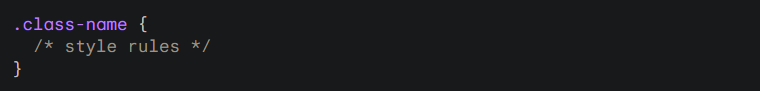 .class-name {
  /* style rules */
}